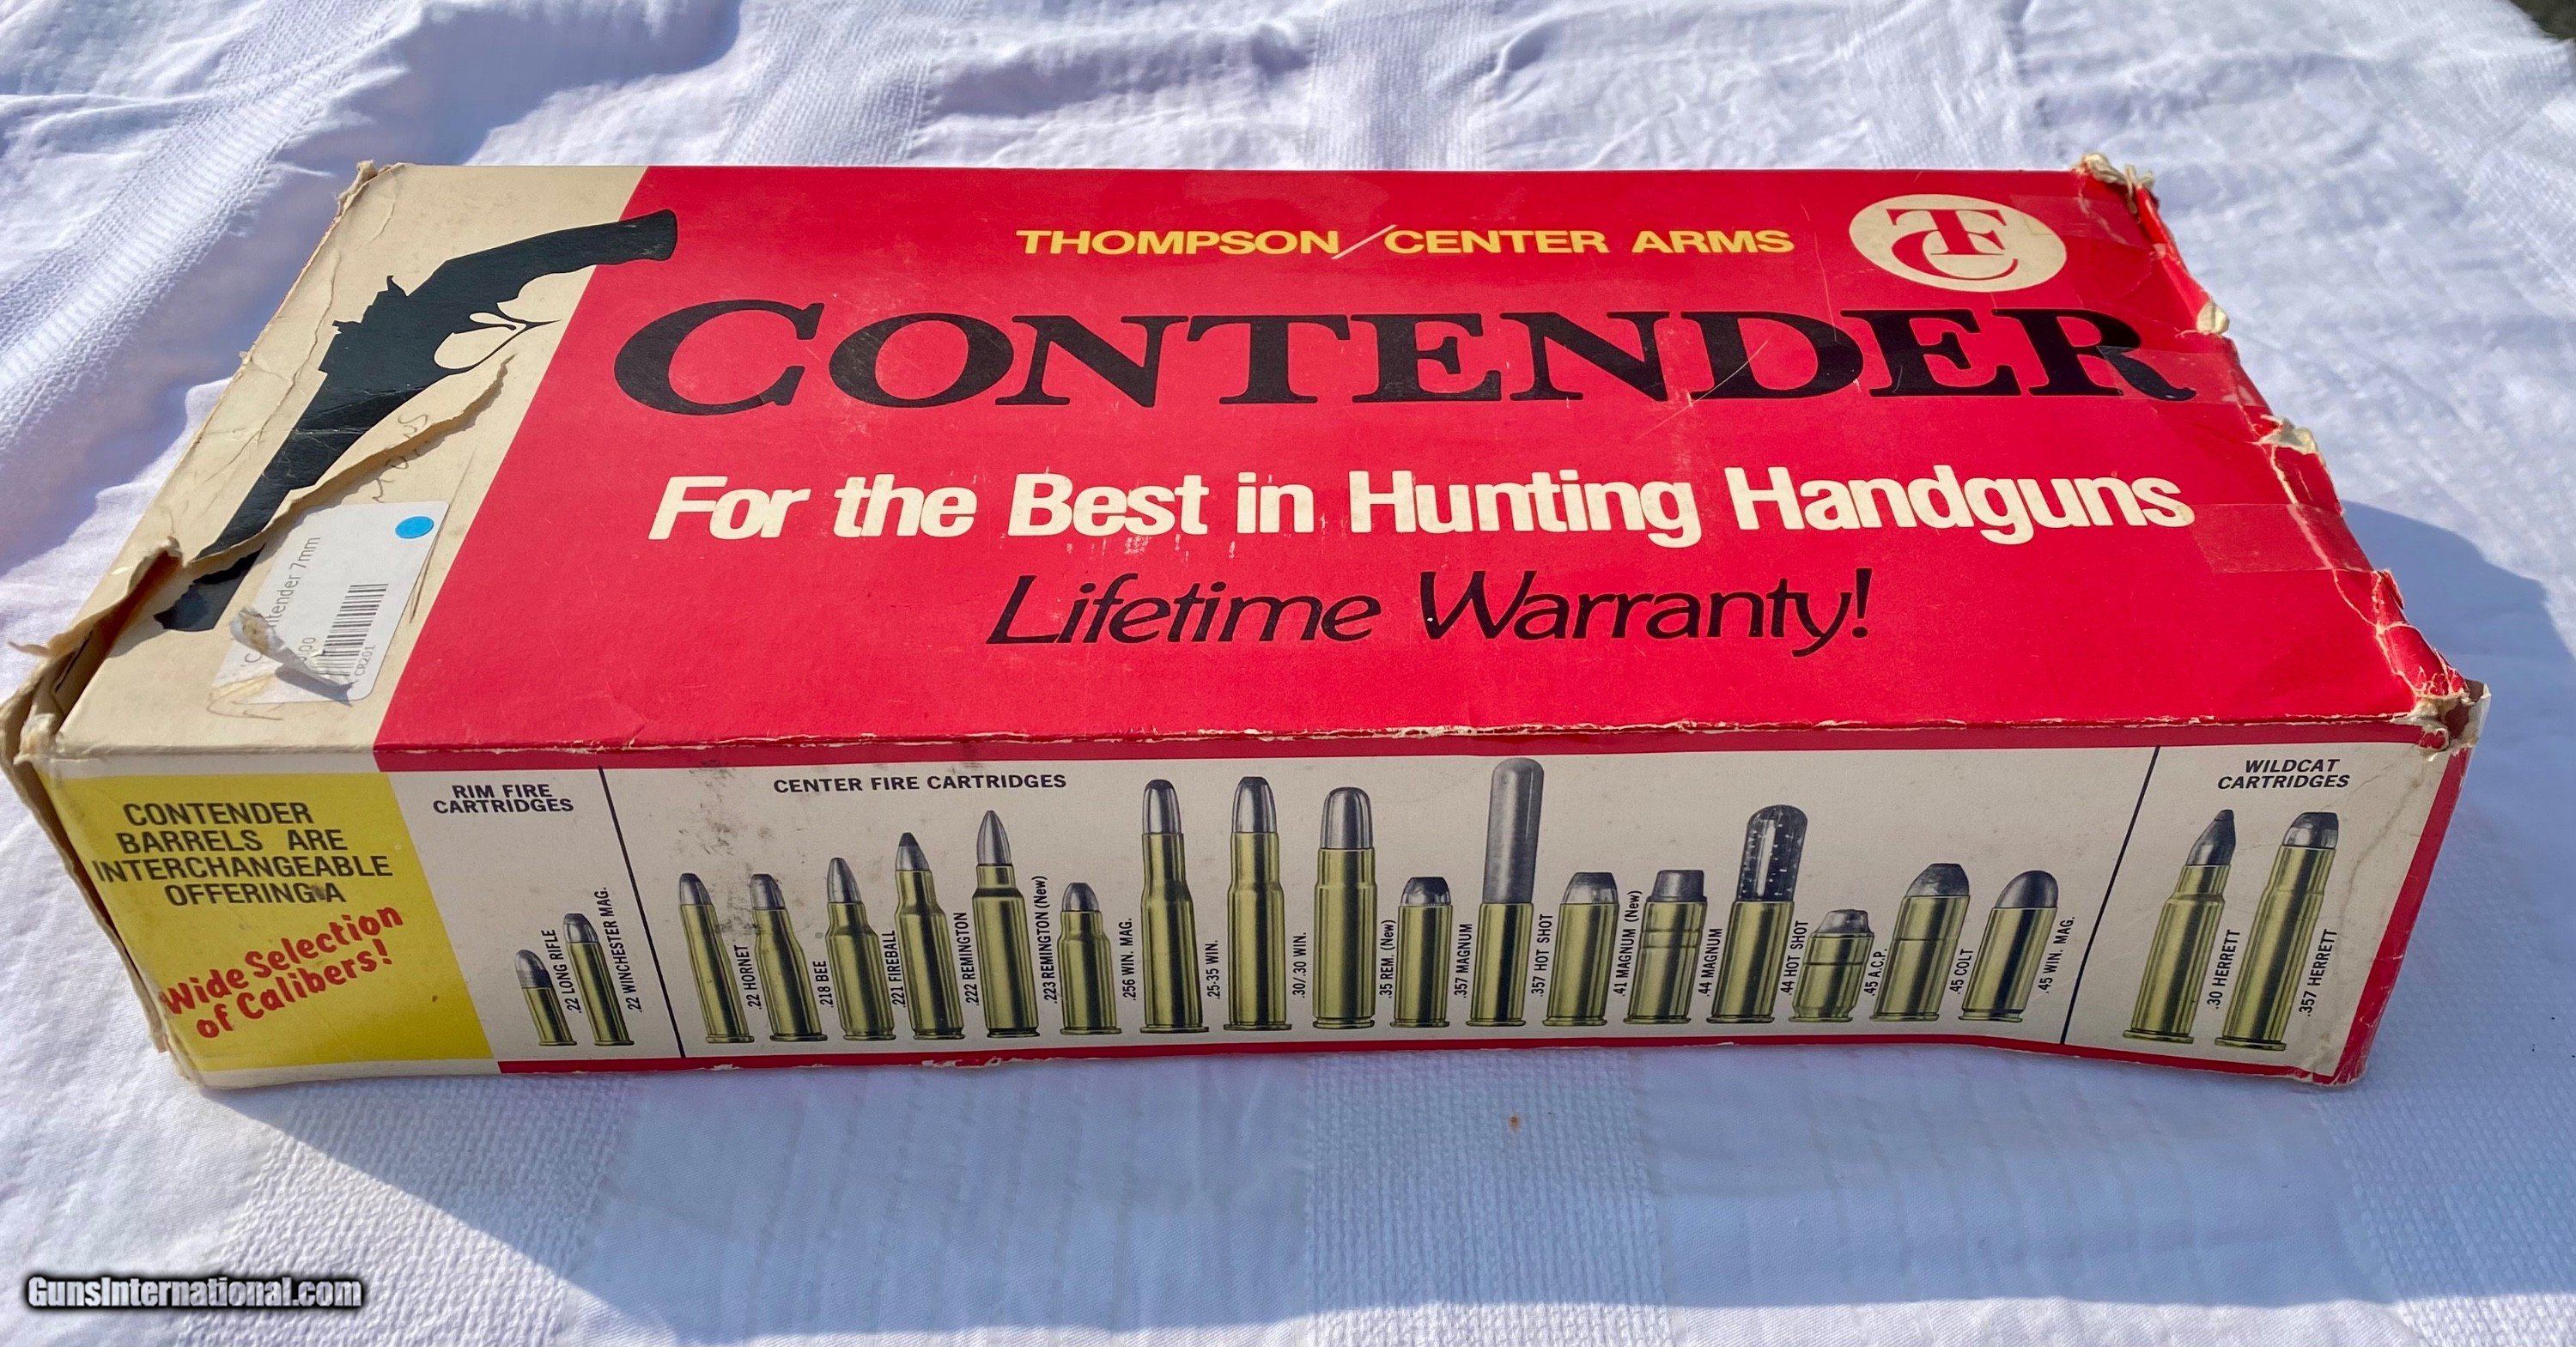 THOMPSON/CENTER ARMS
TC
CONTENDER
For the Best in Hunting Handguns
Lifetime Warranty!
ntender 7mm
CR201
CONTENDER
BARRELS ARE
INTERCHANGEABLE
OFFERING A
Wide Selection
of Calibers!
RIM FIRE
CARTRIDGES
.22 LONG RIFLE
.22 WINCHESTER MAG.
CENTER FIRE CARTRIDGES
.22 HORNET
.218 BEE
.221 FIREBALL
.222 REMINGTON
.223 REMINGTON (New)
.256 WIN. MAG.
.25-35 WIN.
.30/.30 WIN.
.35 REM. (New)
.357 MAGNUM
.357 HOT SHOT
.41 MAGNUM (New)
.44 MAGNUM
.44 HOT SHOT
.45 A.C.P.
.45 COLT
.45 WIN. MAG.
WILDCAT
CARTRIDGES
.30 HERRETT
.357 HERRETT
GunsInternational.com